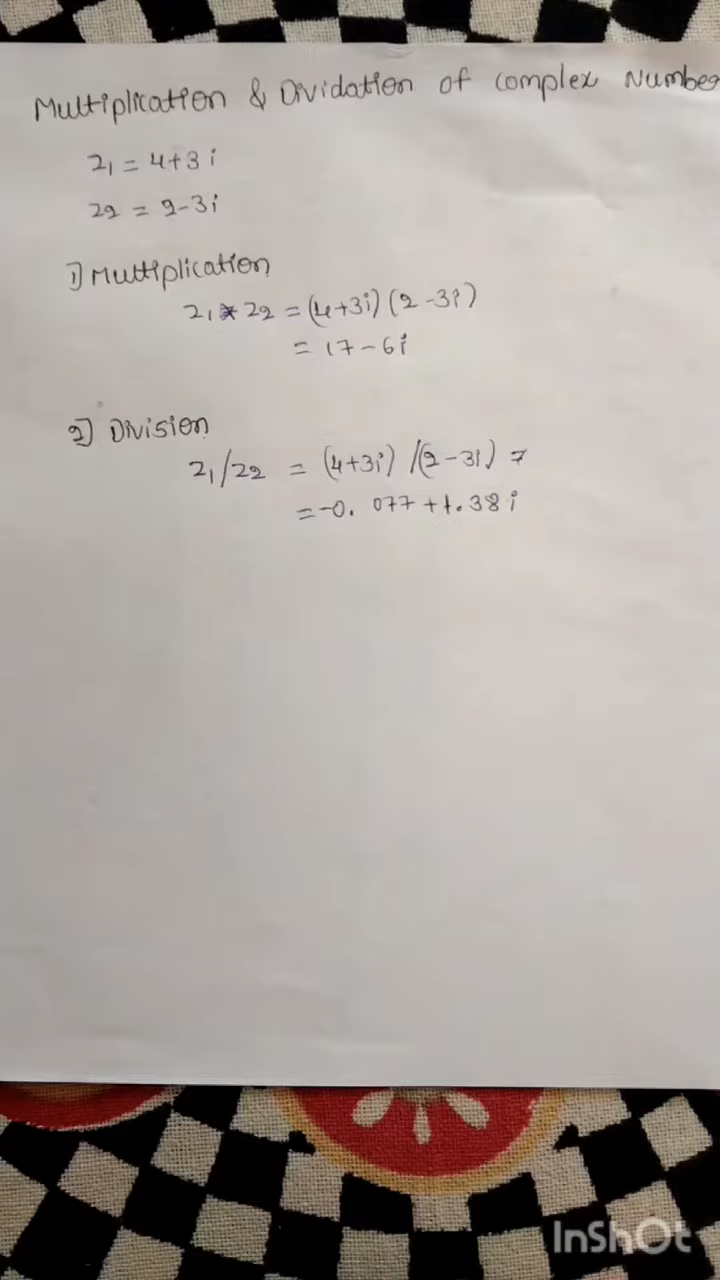 Multiplication & Dividation of complex Number
z1 = 4+3i
z2 = 2-3i
1) Multiplication
z1 * z2 = (4+3i) (2-3i)
= 17-6i
2) Division
z1/z2 = (4+3i) /(2-3i) =
= -0.077+1.38i
InShOt